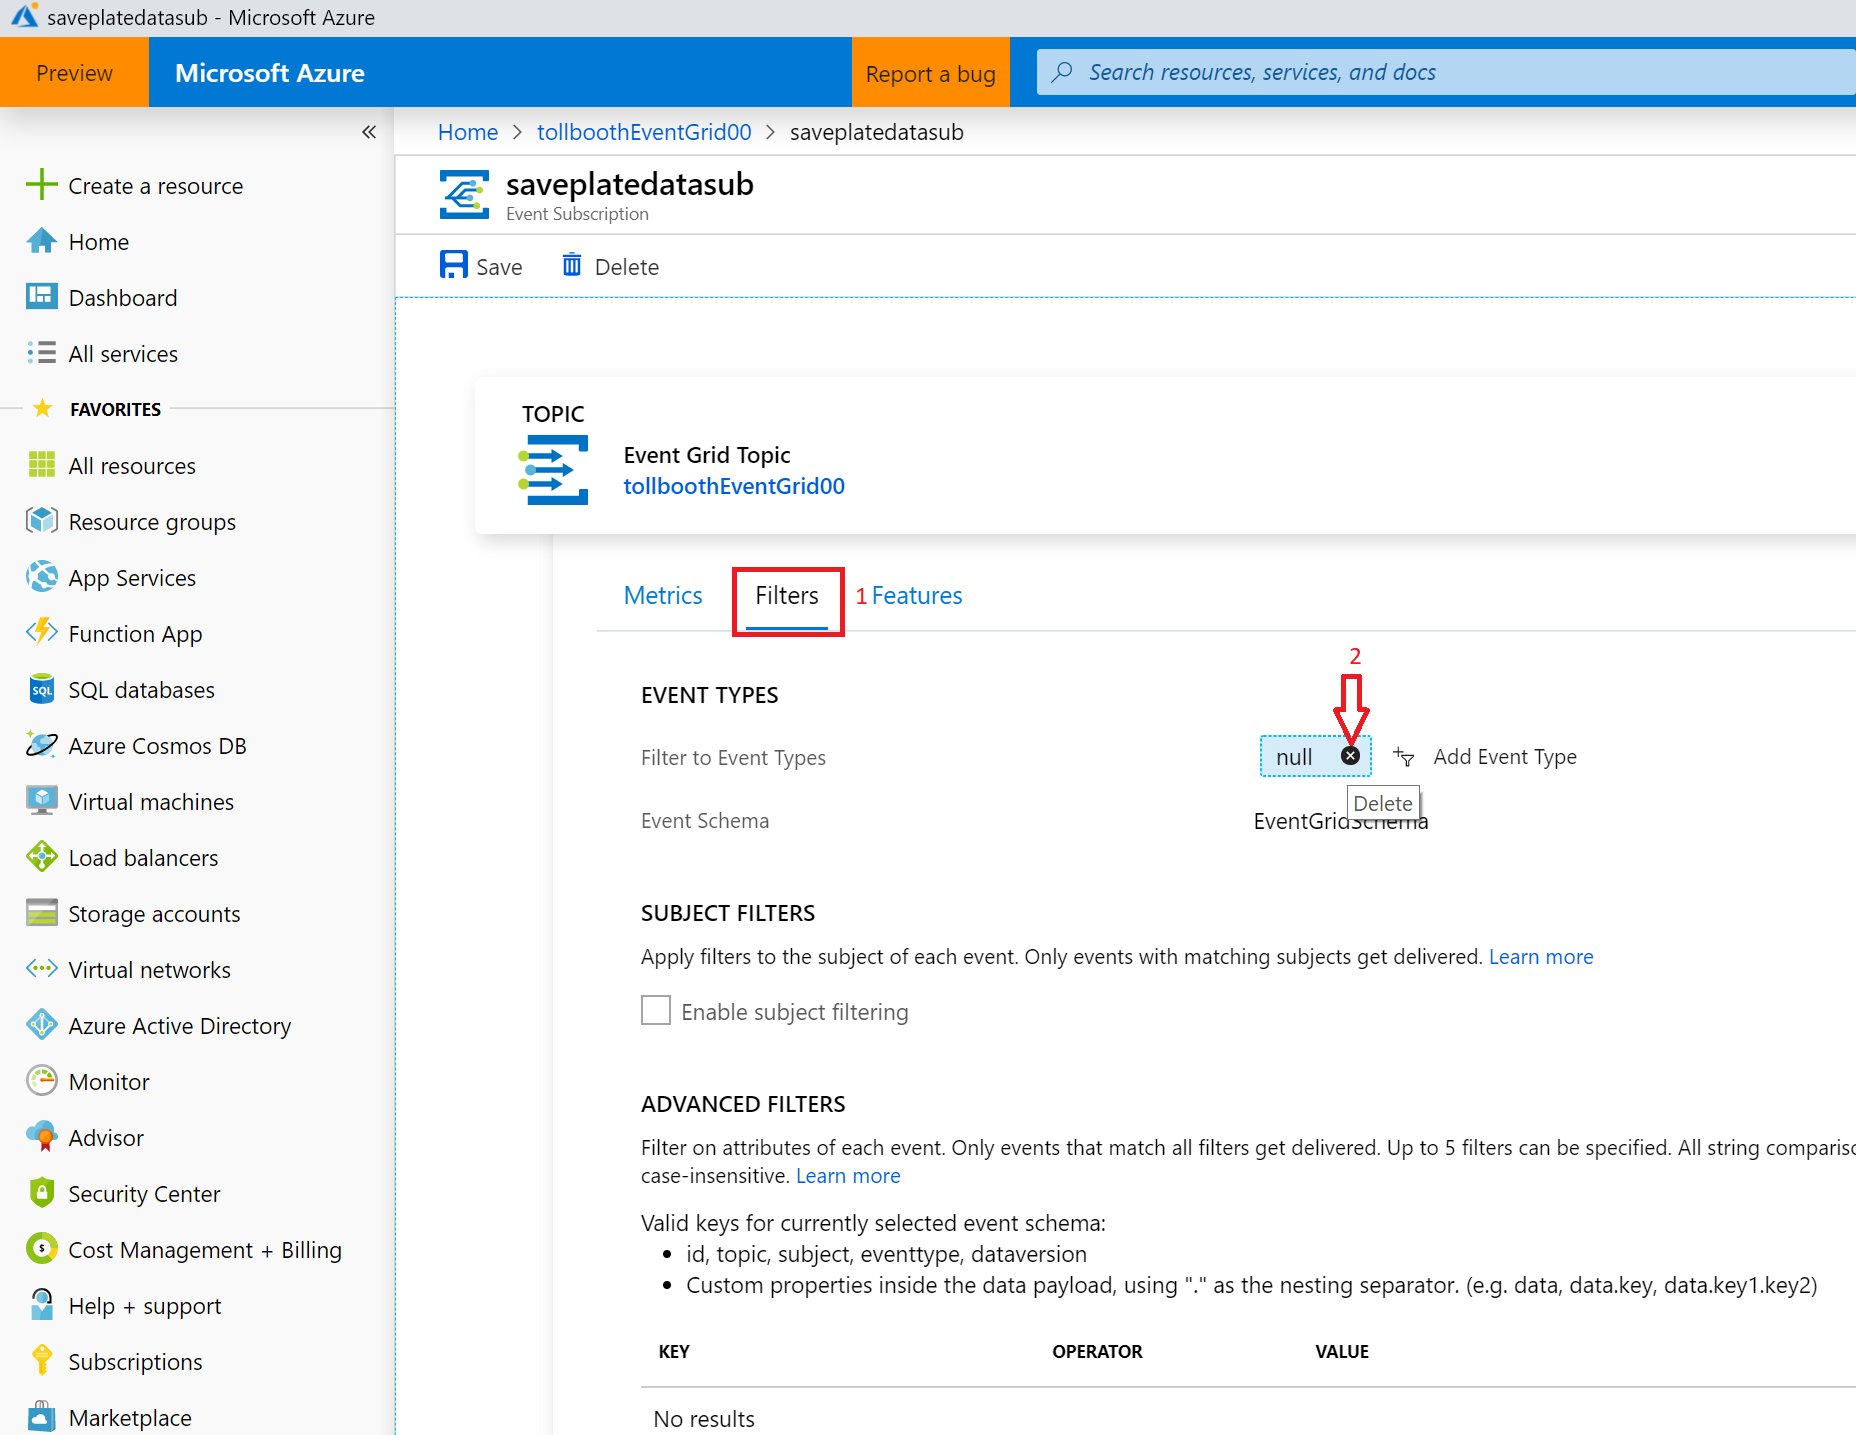 saveplatedatasub - Microsoft Azure
Preview
Microsoft Azure
Report a bug
Search resources, services, and docs
«
Home > tollboothEventGrid00 > saveplatedatasub
saveplatedatasub
Event Subscription
Save
Delete
Create a resource
Home
Dashboard
All services
FAVORITES
All resources
Resource groups
App Services
Function App
SQL databases
Azure Cosmos DB
Virtual machines
Load balancers
Storage accounts
Virtual networks
Azure Active Directory
Monitor
Advisor
Security Center
Cost Management + Billing
Help + support
Subscriptions
Marketplace
TOPIC
Event Grid Topic
tollboothEventGrid00
Metrics
Filters
1
Features
2
EVENT TYPES
Filter to Event Types
null
Add Event Type
Delete
Event Schema
EventGridSchema
SUBJECT FILTERS
Apply filters to the subject of each event. Only events with matching subjects get delivered. Learn more
Enable subject filtering
ADVANCED FILTERS
Filter on attributes of each event. Only events that match all filters get delivered. Up to 5 filters can be specified. All string
case-insensitive. Learn more
Valid keys for currently selected event schema:
• id, topic, subject, eventtype, dataversion
• Custom properties inside the data payload, using "." as the nesting separator. (e.g. data, data.key, data.key1.key2)
KEY
OPERATOR
VALUE
No results